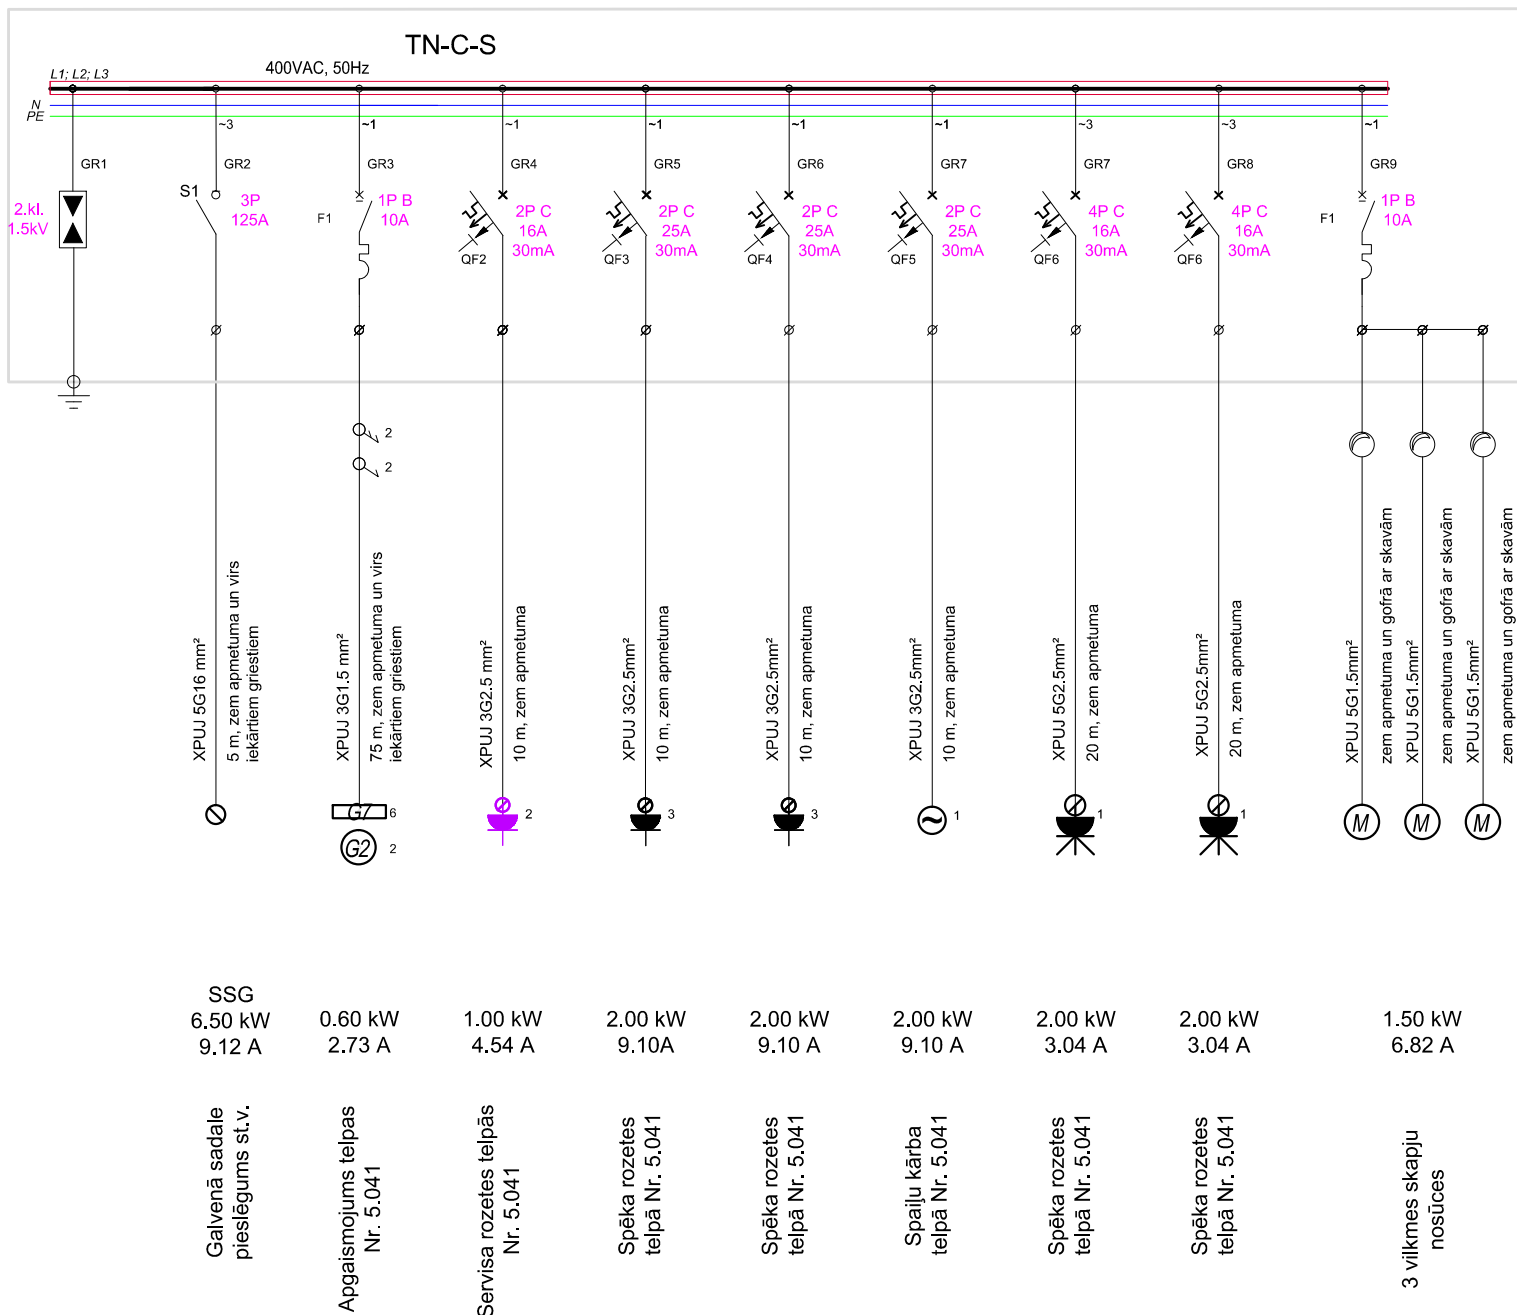 TN-C-S
400VAC, 50Hz
L1; L2; L3
N
PE
~3
~1
~1
~1
~1
~1
~3
~3
~1
GR1
GR2
GR3
GR4
GR5
GR6
GR7
GR7
GR8
GR9
2.kl.
1.5kV
S1
3P
125A
F1
1P B
10A
2P C
16A
30mA
QF2
2P C
25A
30mA
QF3
2P C
25A
30mA
QF4
2P C
25A
30mA
QF5
4P C
16A
30mA
QF6
4P C
16A
30mA
QF6
F1
1P B
10A
2
2
XPUJ 5G16 mm²
5 m, zem apmetuma un virs
iekārtiem griestiem
XPUJ 3G1.5 mm²
75 m, zem apmetuma un virs
iekārtiem griestiem
XPUJ 3G2.5 mm²
10 m, zem apmetuma
XPUJ 3G2.5mm²
10 m, zem apmetuma
XPUJ 3G2.5mm²
10 m, zem apmetuma
XPUJ 3G2.5mm²
10 m, zem apmetuma
XPUJ 5G2.5mm²
20 m, zem apmetuma
XPUJ 5G2.5mm²
20 m, zem apmetuma
XPUJ 5G1.5mm²
zem apmetuma un gofrā ar skavām
XPUJ 5G1.5mm²
zem apmetuma un gofrā ar skavām
XPUJ 5G1.5mm²
zem apmetuma un gofrā ar skavām
G7 6
G2 2
2
3
3
1
1
1
M
M
M
SSG
6.50 kW
9.12 A
0.60 kW
2.73 A
1.00 kW
4.54 A
2.00 kW
9.10A
2.00 kW
9.10 A
2.00 kW
9.10 A
2.00 kW
3.04 A
2.00 kW
3.04 A
1.50 kW
6.82 A
Galvenā sadale
pieslēgums st.v.
Apgaismojums telpas
Nr. 5.041
Servisa rozetes telpās
Nr. 5.041
Spēka rozetes
telpā Nr. 5.041
Spēka rozetes
telpā Nr. 5.041
Spaiļu kārba
telpā Nr. 5.041
Spēka rozetes
telpā Nr. 5.041
Spēka rozetes
telpā Nr. 5.041
3 vilkmes skapju
nosūces